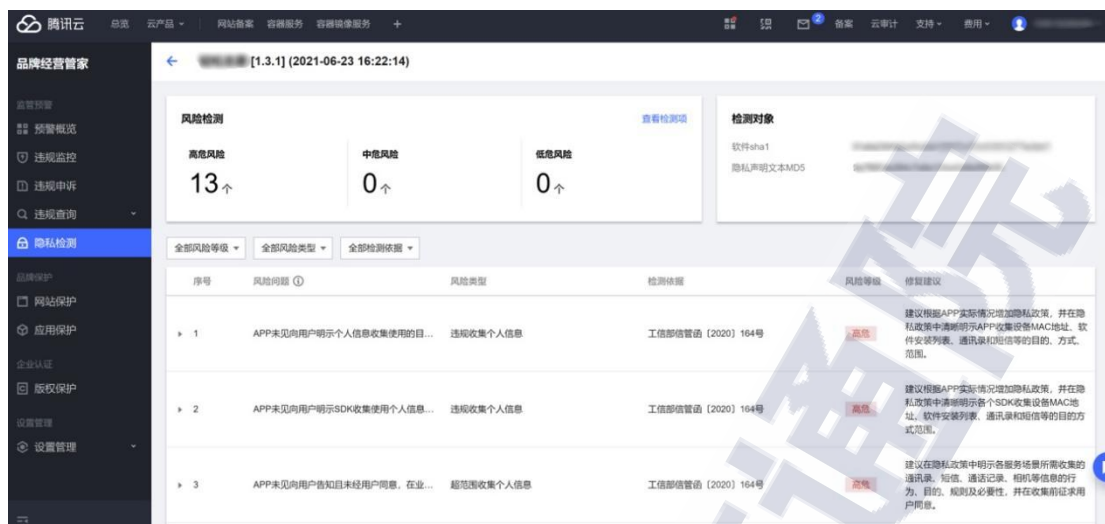 腾讯云 总览 云产品 网站备案 容器服务 容器镜像服务 + 2 备案 云审计 支持 费用
品牌经营管家
监管预警
预警概览
违规监控
违规申诉
违规查询
隐私检测
品牌保护
网站保护
应用保护
企业认证
版权保护
设置管理
设置管理
[1.3.1] (2021-06-23 16:22:14)
风险检测 查看检测项
高危风险 中危风险 低危风险
13个 0个 0个
检测对象
软件sha1
隐私声明文本MD5
全部风险等级 全部风险类型 全部检测依据
序号 风险问题 风险类型 检测依据 风险等级 修复建议
1 APP未见向用户明示个人信息收集使用的目... 违规收集个人信息 工信部信管函〔2020〕164号 高危
建议根据APP实际情况增加隐私政策，并在隐
私政策中清晰明示APP收集设备MAC地址、软
件安装列表、通讯录和短信等的目的、方式、
范围。
2 APP未见向用户明示SDK收集使用个人信息... 违规收集个人信息 工信部信管函〔2020〕164号 高危
建议根据APP实际情况增加隐私政策，并在隐
私政策中清晰明示各个SDK收集设备MAC地
址、软件安装列表、通讯录和短信等的目的方
式范围。
3 APP未见向用户告知且未经用户同意，在业... 超范围收集个人信息 工信部信管函〔2020〕164号 高危
建议在隐私政策中明示各服务场景所需收集的
通讯录、短信、通话记录、相机等信息的行
为、目的、规则及必要性，并在收集前征求用
户同意。
通院